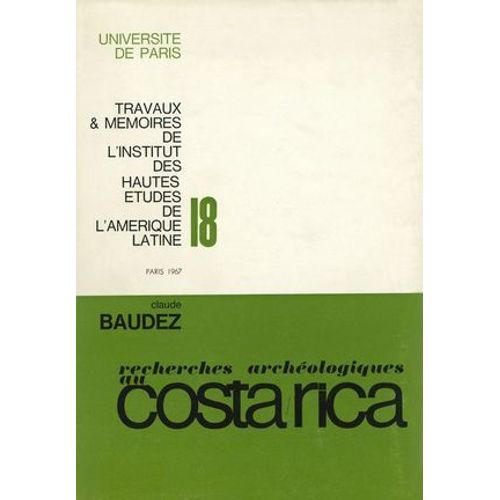 UNIVERSITE
DE PARIS
TRAVAUX
& MEMOIRES
DE
L'INSTITUT
DES
HAUTES
ETUDES
DE
L'AMERIQUE
LATINE
18
PARIS 1967
claude
BAUDEZ
recherches archéologiques
au
costa rica